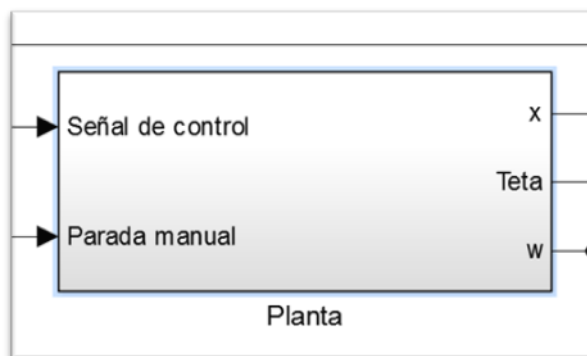 Señal de control
x
Teta
Parada manual
w
Planta